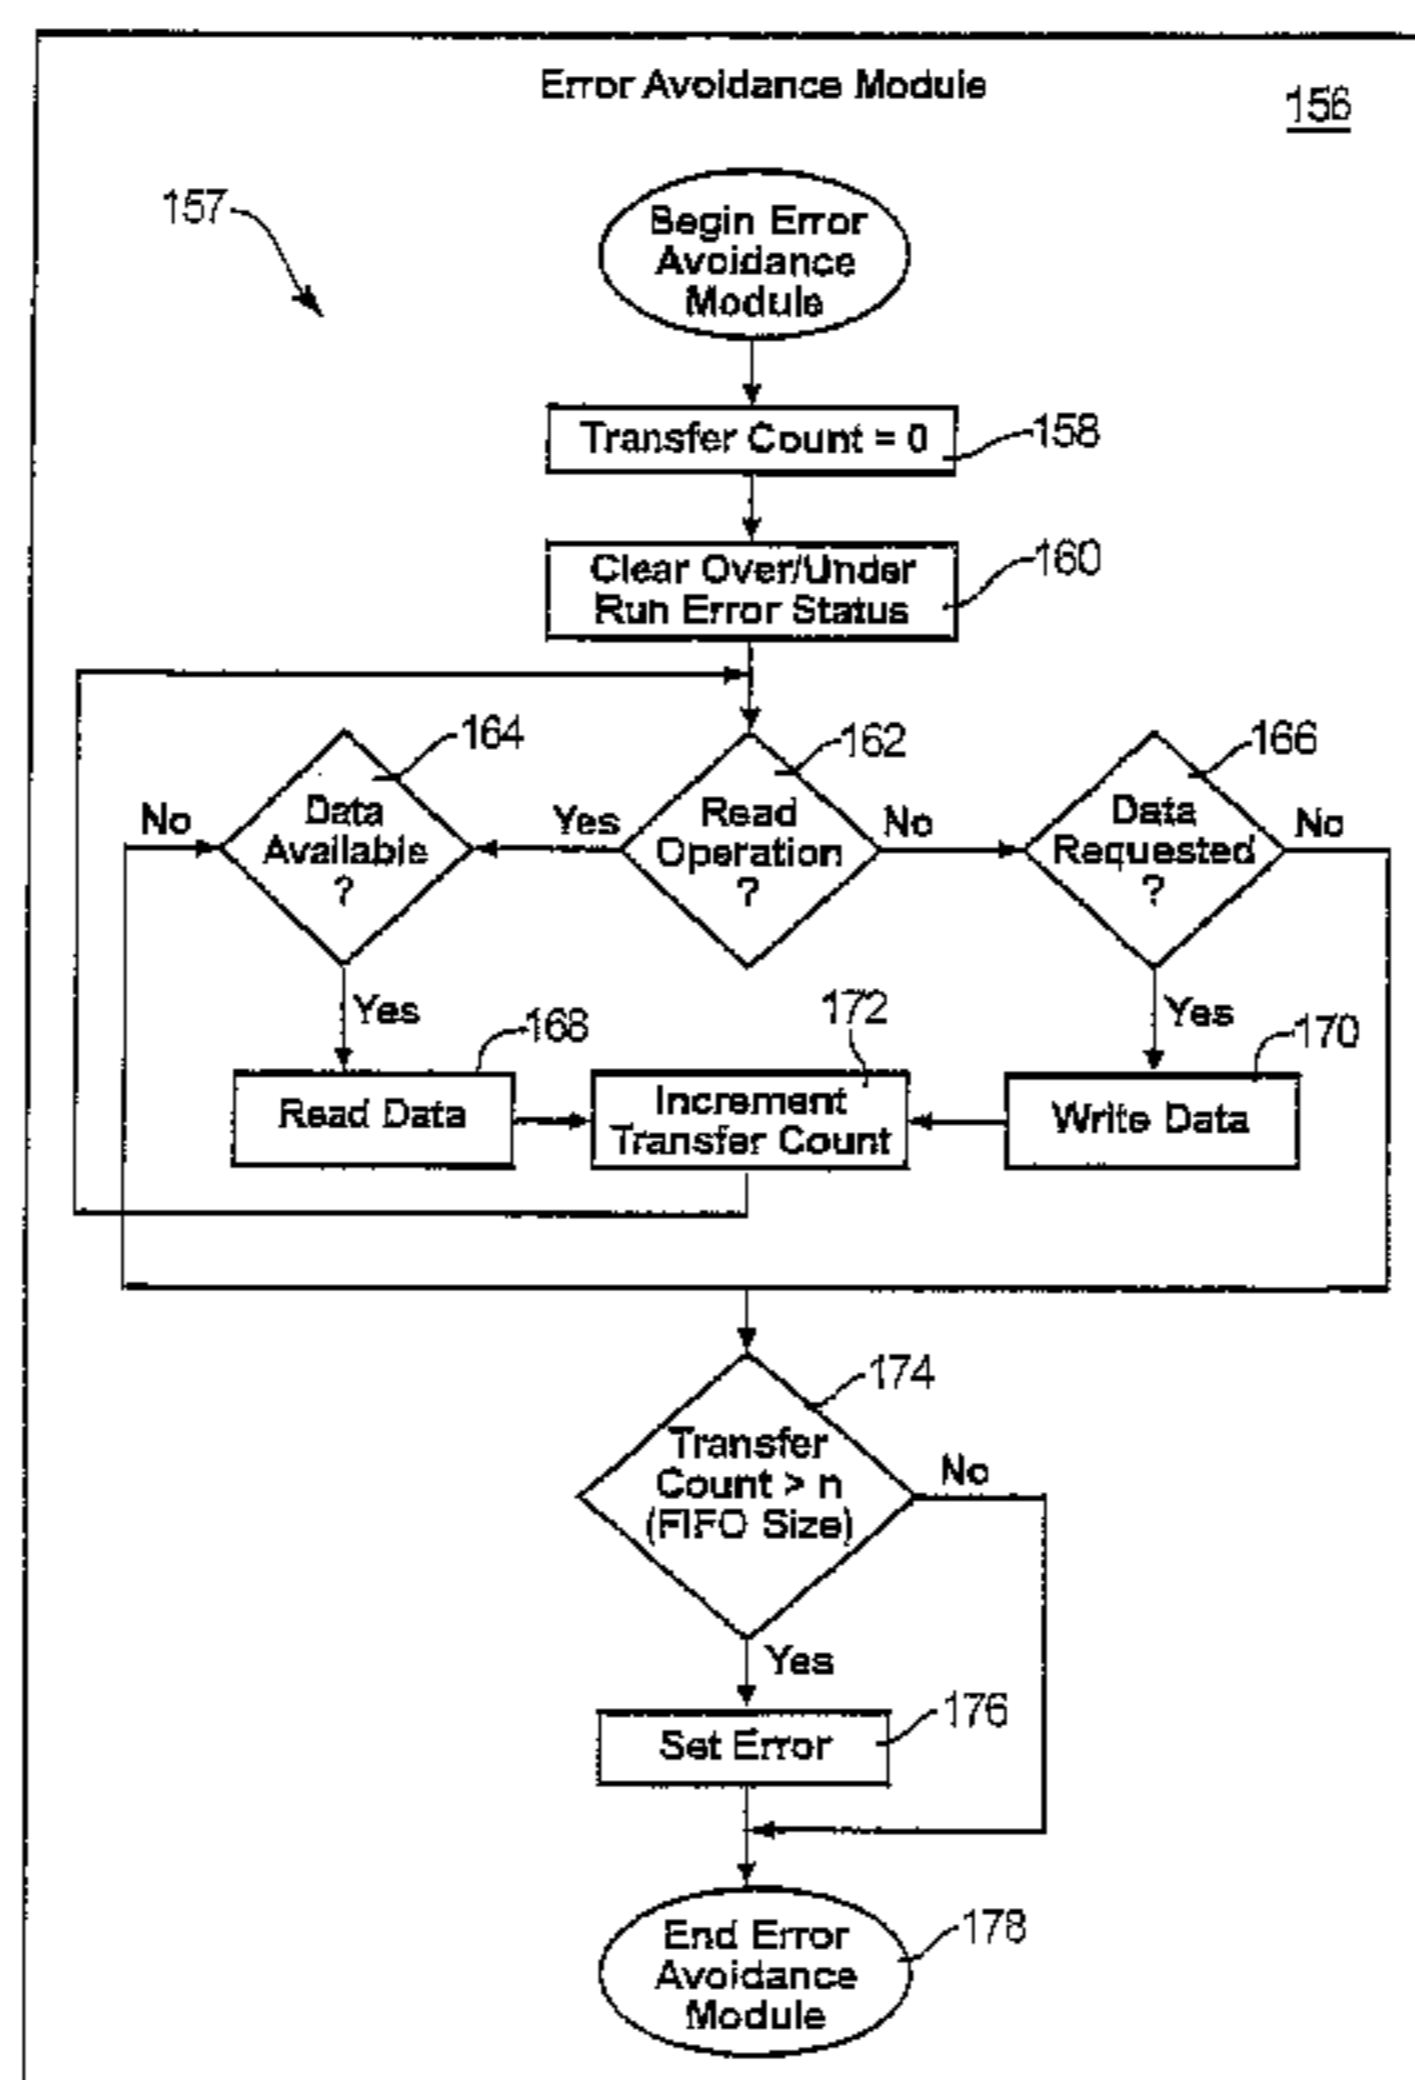 Error Avoidance Module
156
157
Begin Error
Avoidance
Module
Transfer Count = 0
158
Clear Over/Under
Run Error Status
160
164
162
166
No
Data
Available
?
Yes
Read
Operation
?
No
Data
Requested
?
No
Yes
168
172
Yes
170
Read Data
Increment
Transfer Count
Write Data
174
Transfer
Count > n
(FIFO Size)
No
Yes
Set Error
176
End Error
Avoidance
Module
178